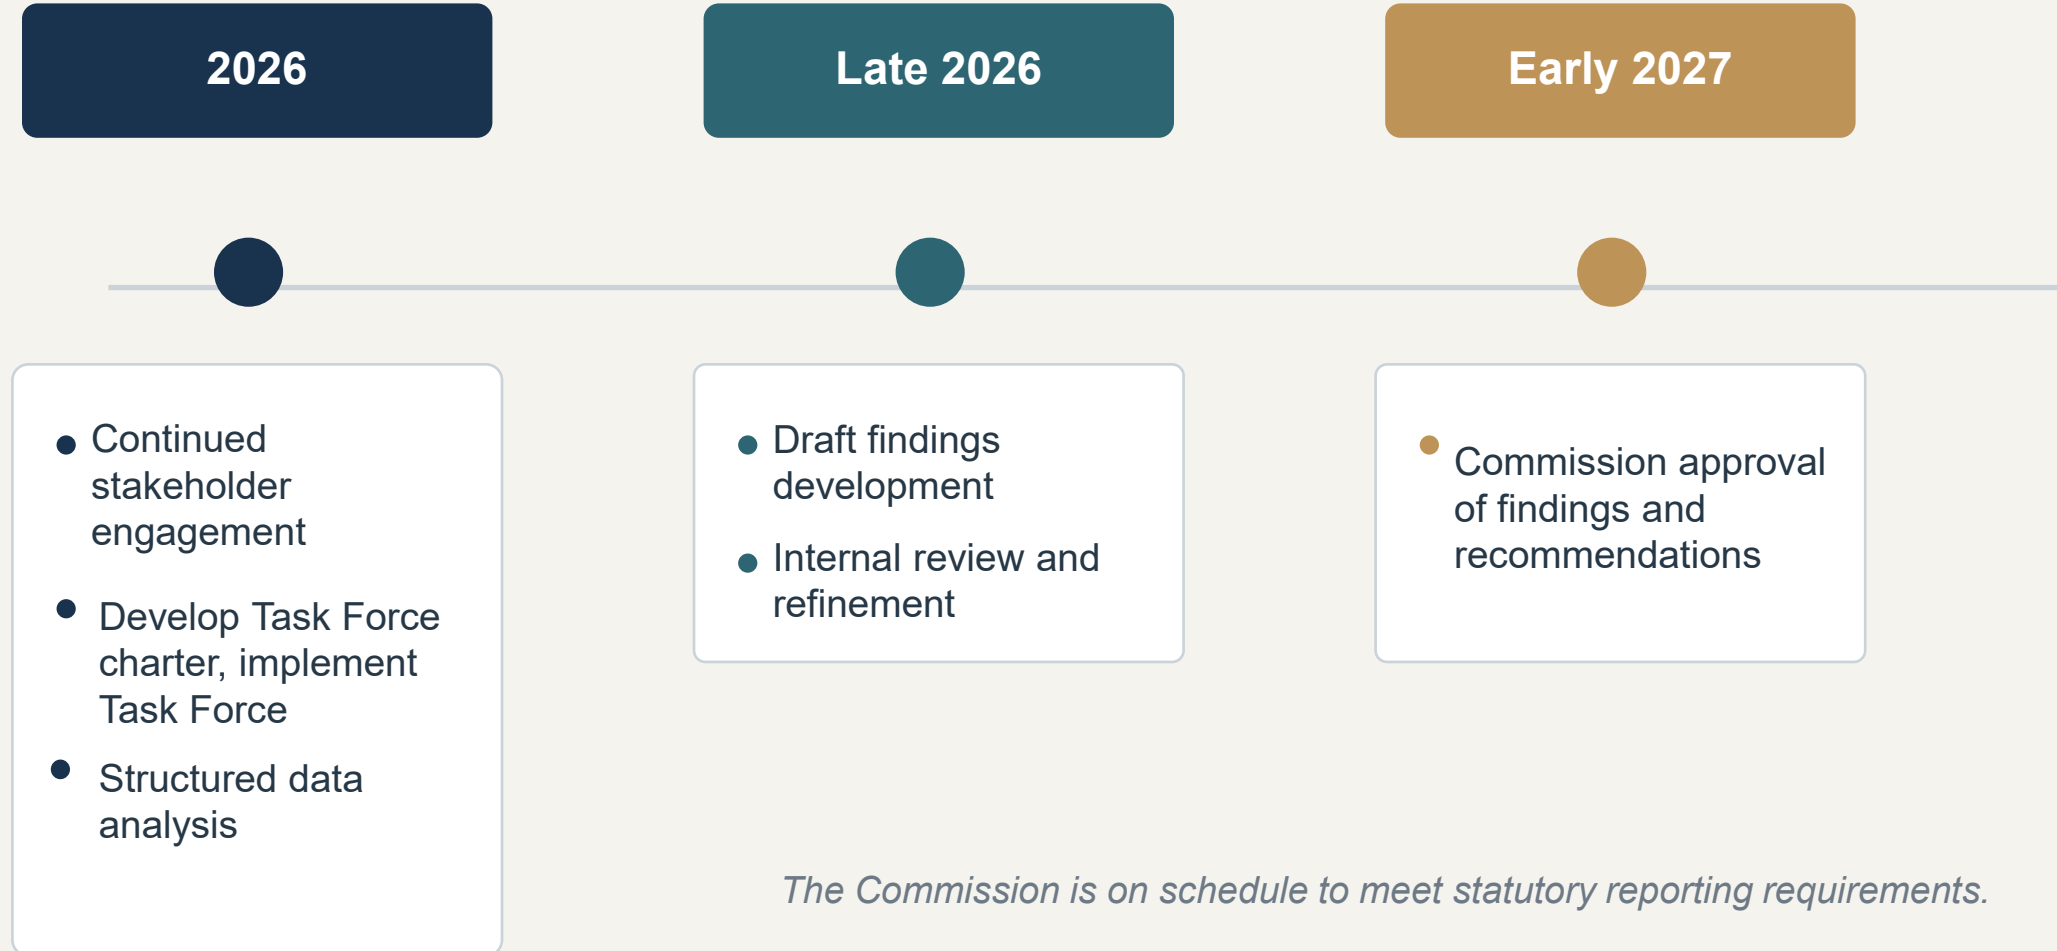 2026
Late 2026
Early 2027
Continued
stakeholder
engagement
Develop Task Force
charter, implement
Task Force
Structured data
analysis
Draft findings
development
Internal review and
refinement
Commission approval
of findings and
recommendations
The Commission is on schedule to meet statutory reporting requirements.